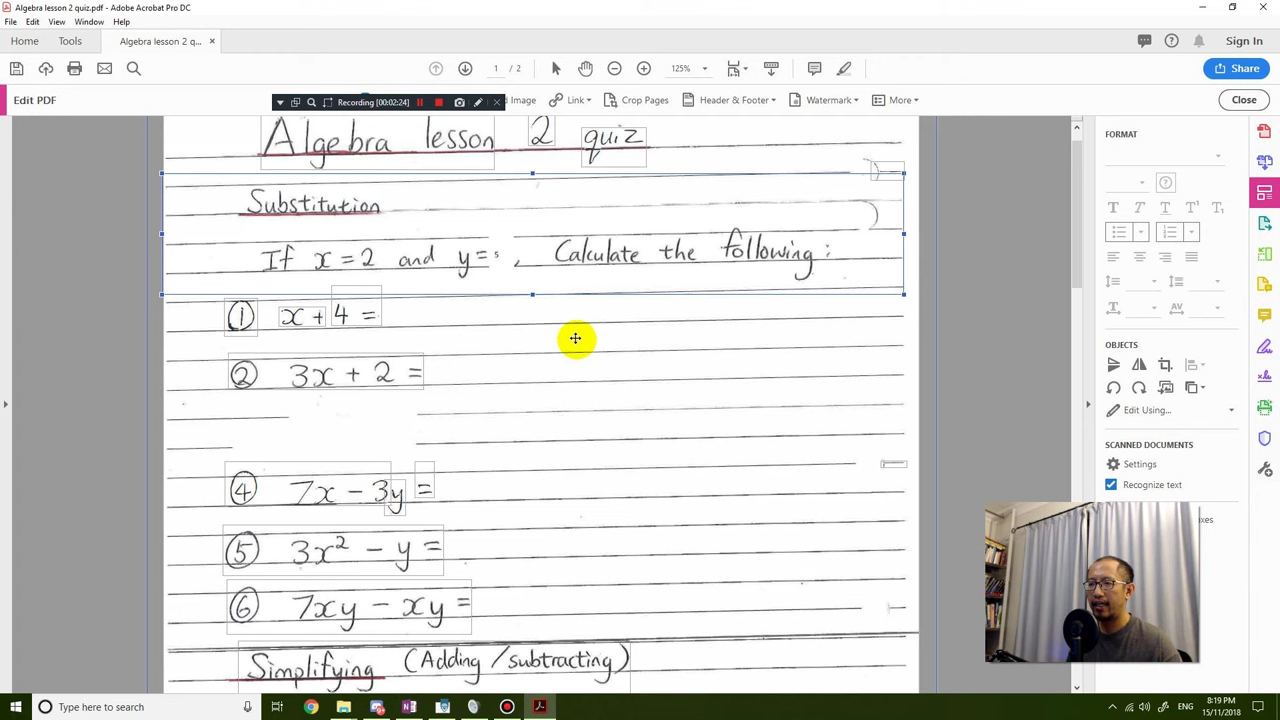 Algebra lesson 2 quiz.pdf - Adobe Acrobat Pro DC
File Edit View Window Help
Home Tools Algebra lesson 2 q... × Sign In
1 / 2 125% Share
Edit PDF Recording [00:02:24] d Image Link Crop Pages Header & Footer Watermark More Close
Algebra lesson 2 quiz
Substitution
If x = 2 and y = , Calculate the following :
① x + 4 =
② 3x + 2 =
④ 7x - 3y =
⑤ 3x² - y =
⑥ 7xy - xy =
Simplifying (Adding / subtracting)
FORMAT
OBJECTS
Edit Using...
SCANNED DOCUMENTS
Settings
Recognize text
xes
Type here to search
ENG
8:19 PM
15/11/2018